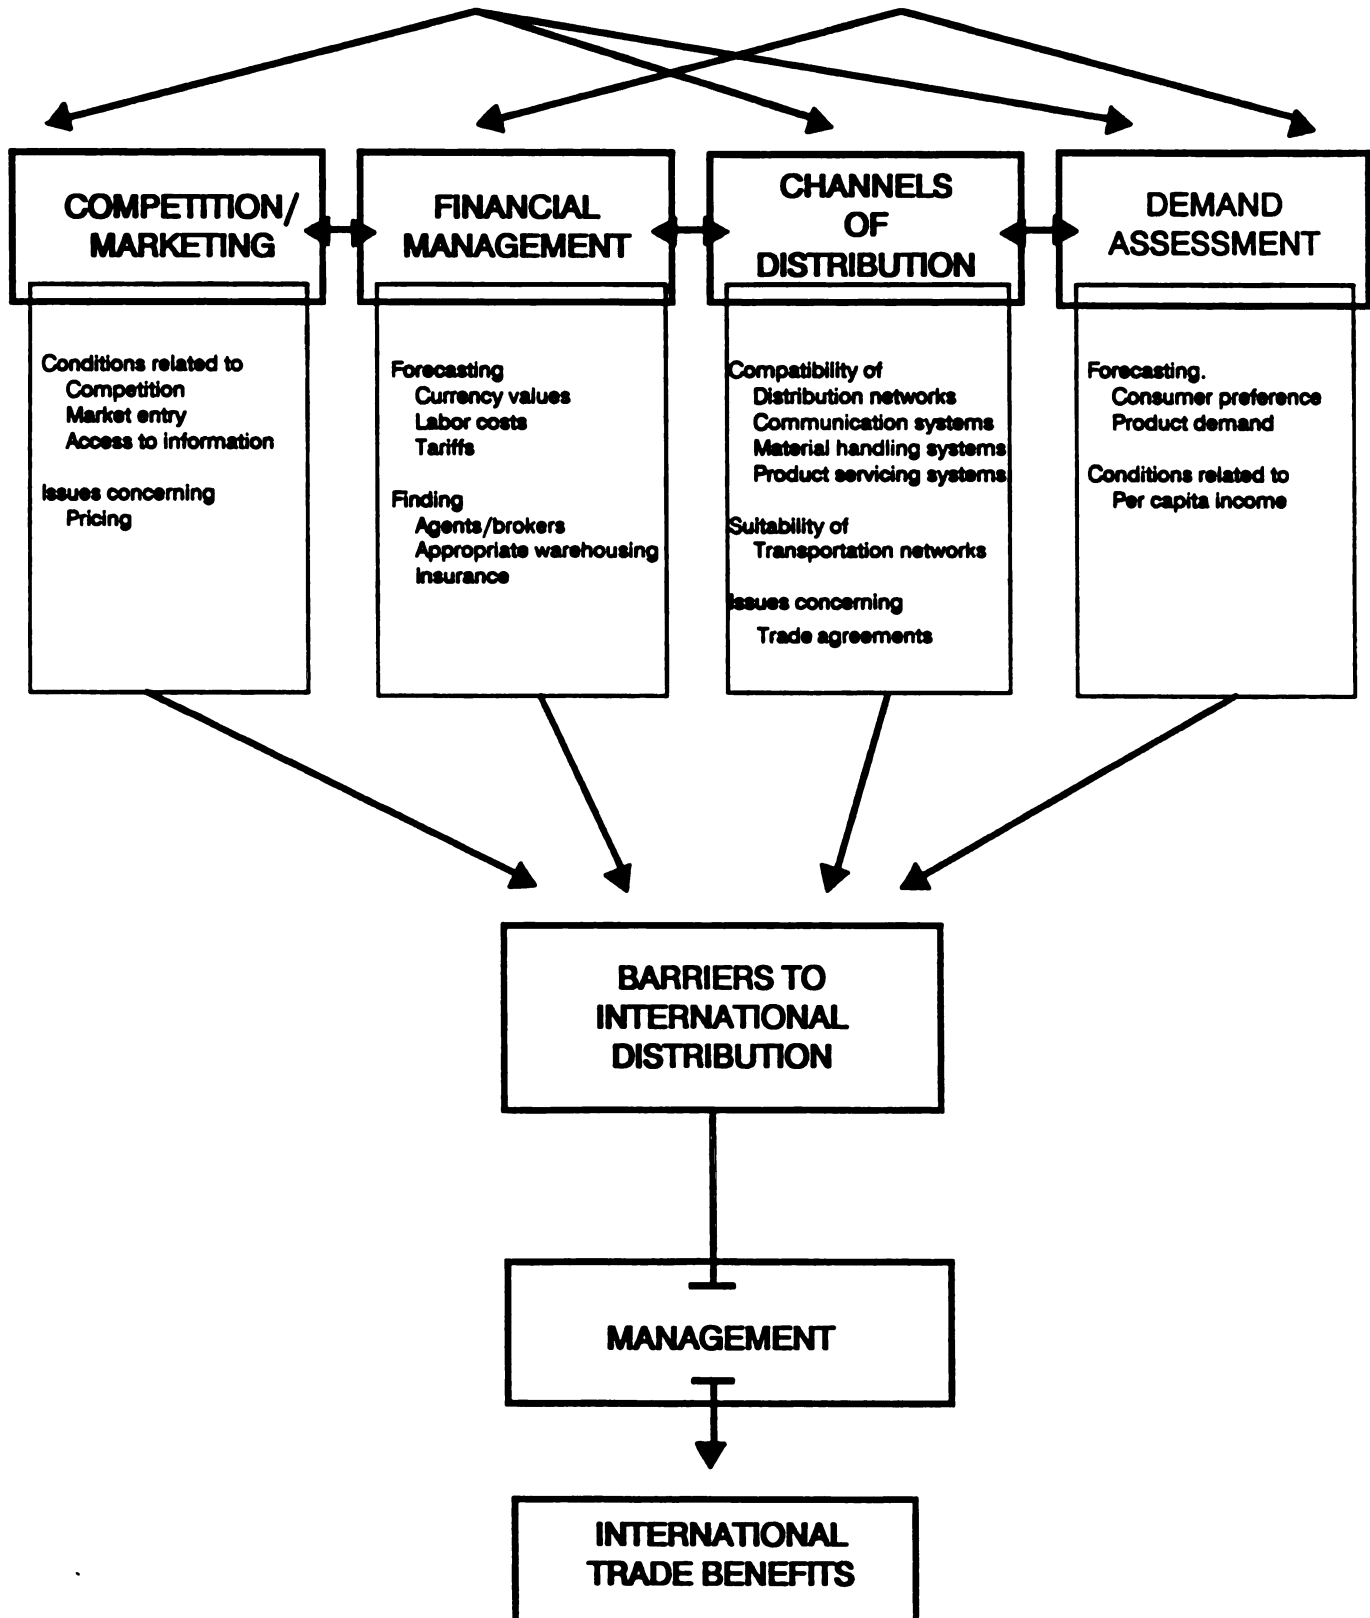 COMPETITION/
MARKETING
FINANCIAL
MANAGEMENT
CHANNELS
OF
DISTRIBUTION
DEMAND
ASSESSMENT
Conditions related to
Competition
Market entry
Access to information
Issues concerning
Pricing
Forecasting
Currency values
Labor costs
Tariffs
Finding
Agents/brokers
Appropriate warehousing
Insurance
Compatibility of
Distribution networks
Communication systems
Material handling systems
Product servicing systems
Suitability of
Transportation networks
Issues concerning
Trade agreements
Forecasting.
Consumer preference
Product demand
Conditions related to
Per capita income
BARRIERS TO
INTERNATIONAL
DISTRIBUTION
MANAGEMENT
INTERNATIONAL
TRADE BENEFITS